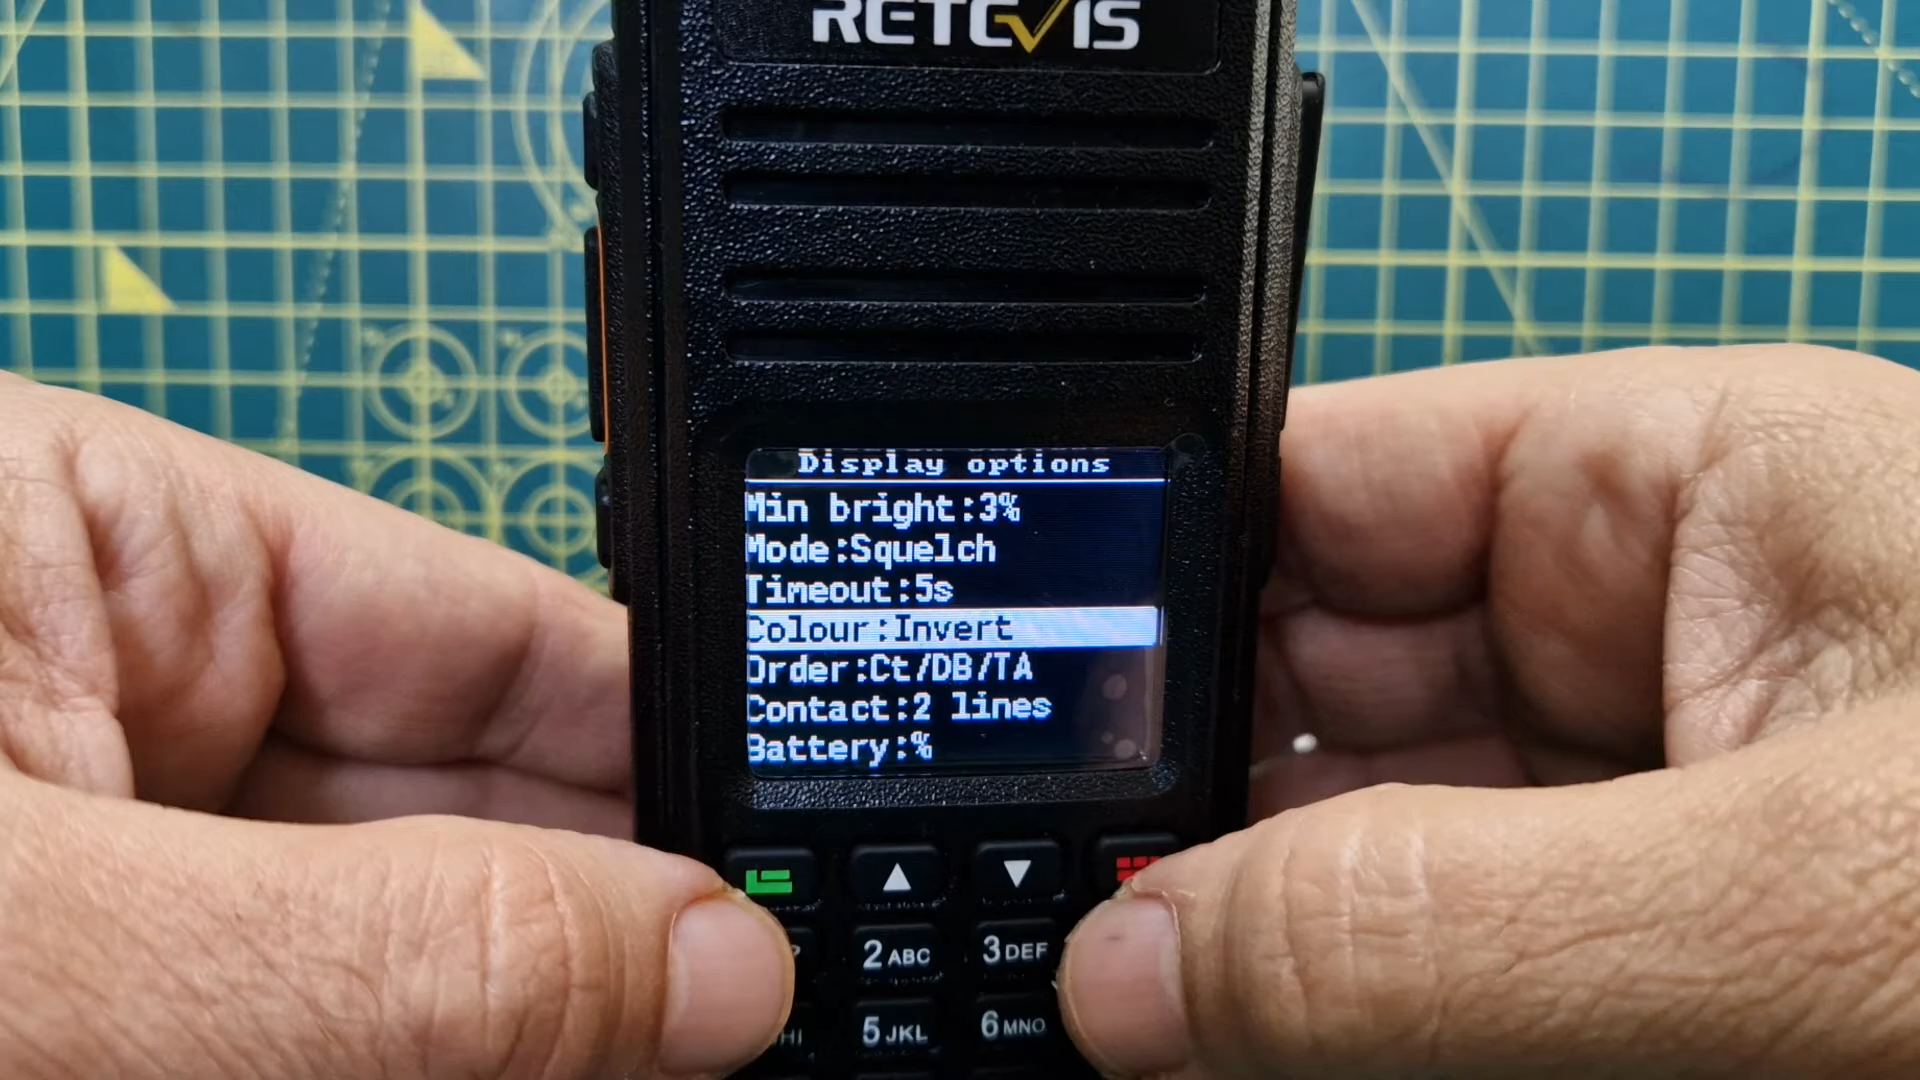 RETEVIS
Display options
Min bright:3%
Mode:Squelch
Timeout:5s
Colour:Invert
Order:Ct/DB/TA
Contact:2 lines
Battery:%
2 ABC
3 DEF
5 JKL
6 MNO